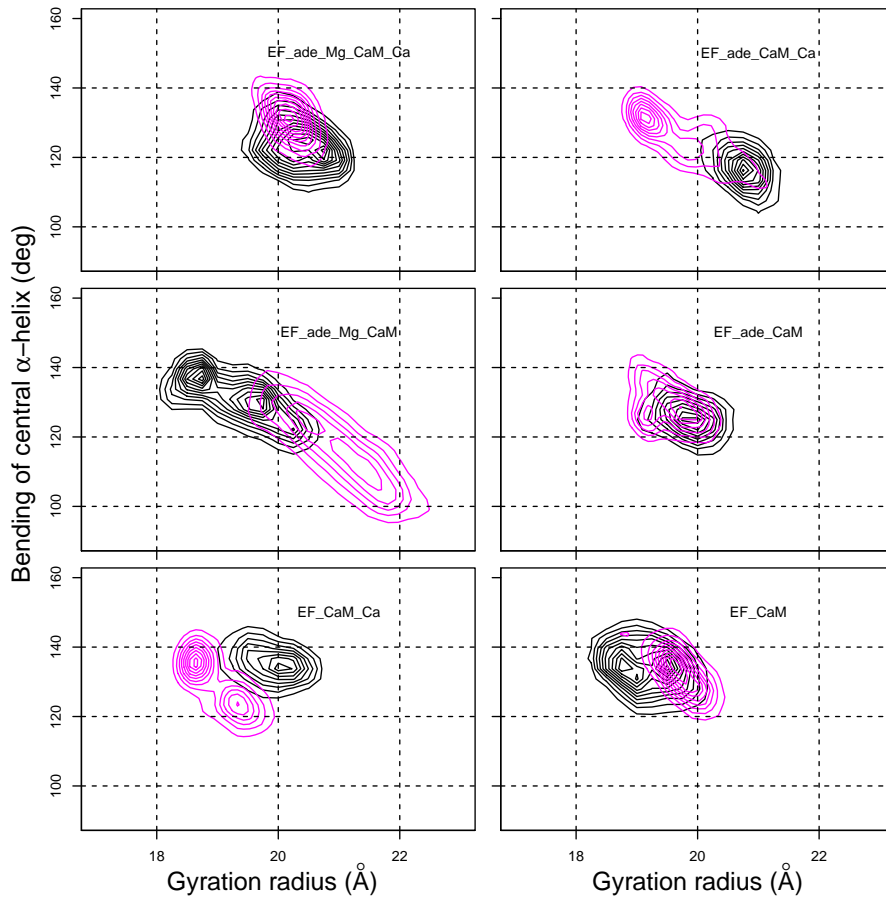 EF_ade_Mg_CaM_Ca
EF_ade_CaM_Ca
100 120 140 160
EF_ade_Mg_CaM
EF_ade_CaM
100 120 140 160
EF_CaM_Ca
EF_CaM
100 120 140 160
Bending of central α−helix (deg)
18 20 22
18 20 22
Gyration radius (Å)
Gyration radius (Å)